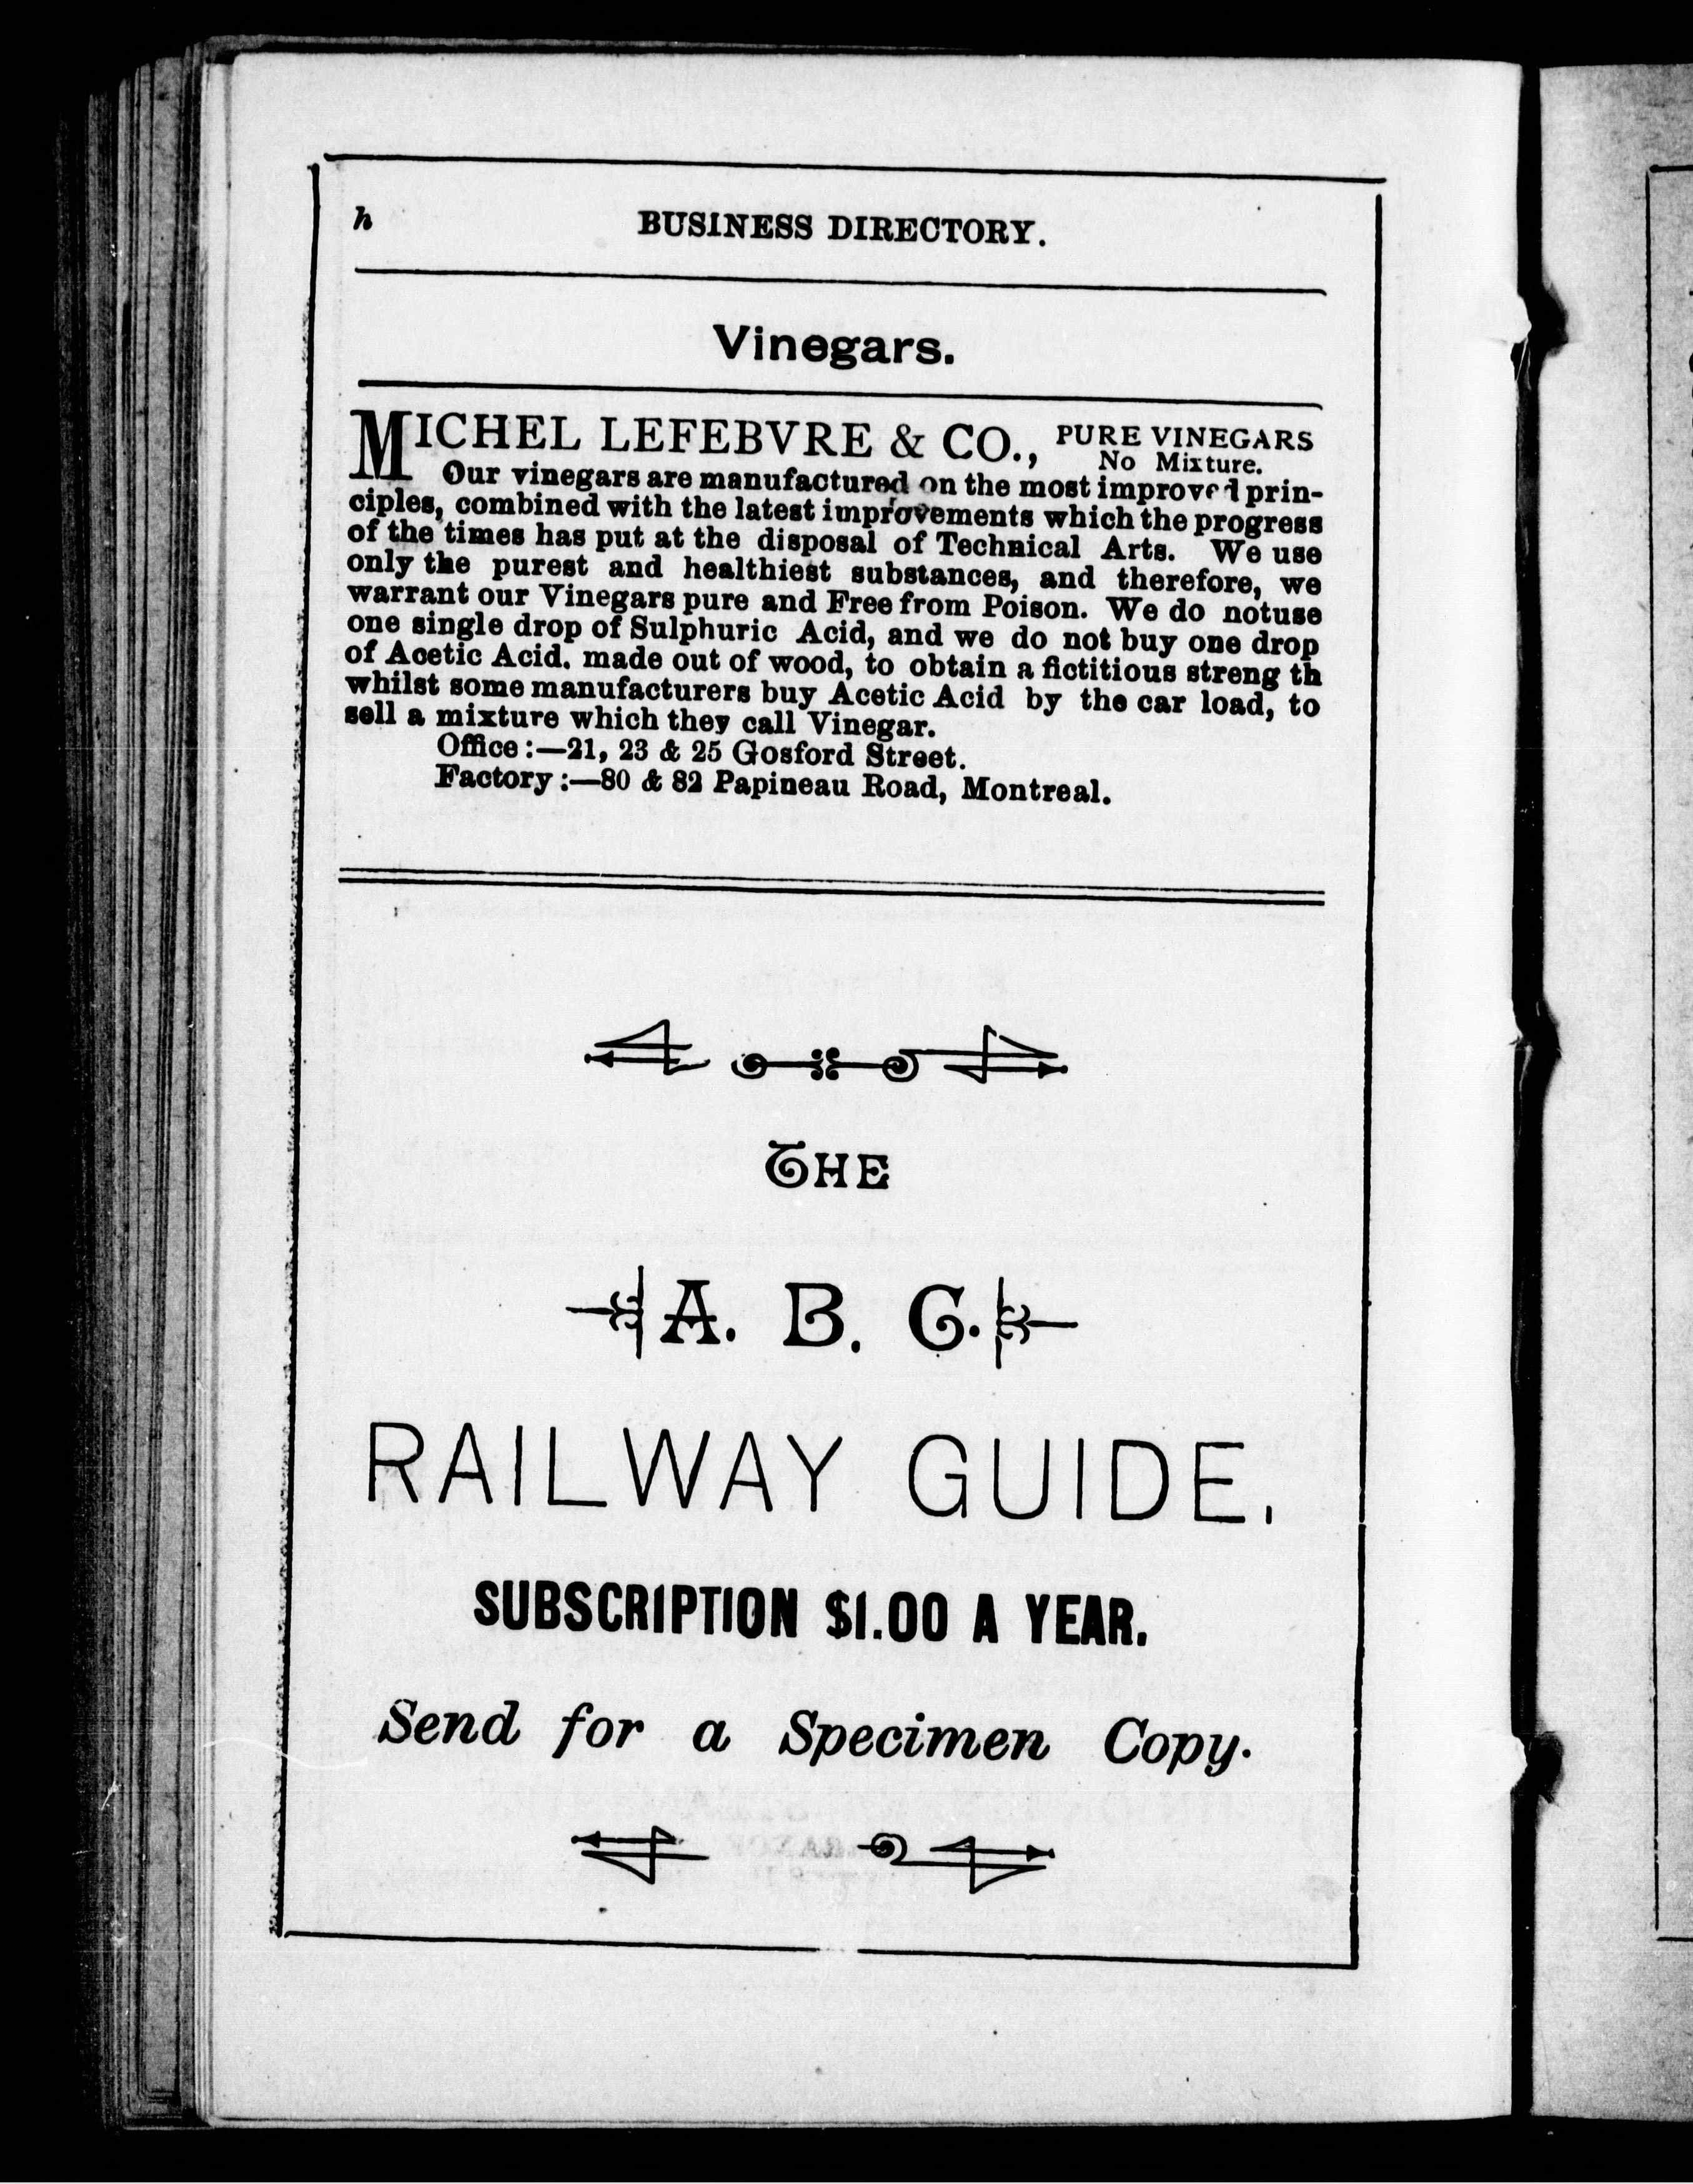 h
BUSINESS DIRECTORY.
Vinegars.
MICHEL LEFEBVRE & CO., PURE VINEGARS
No Mixture.
Our vinegars are manufactured on the most improved prin-
ciples, combined with the latest improvements which the progress
of the times has put at the disposal of Technical Arts. We use
only the purest and healthiest substances, and therefore, we
warrant our Vinegars pure and Free from Poison. We do notuse
one single drop of Sulphuric Acid, and we do not buy one drop
of Acetic Acid. made out of wood, to obtain a fictitious streng th
whilst some manufacturers buy Acetic Acid by the car load, to
sell a mixture which they call Vinegar.
Office :—21, 23 & 25 Gosford Street.
Factory :—80 & 82 Papineau Road, Montreal.
THE
A. B. C.
RAILWAY GUIDE,
SUBSCRIPTION $1.00 A YEAR.
Send for a Specimen Copy.